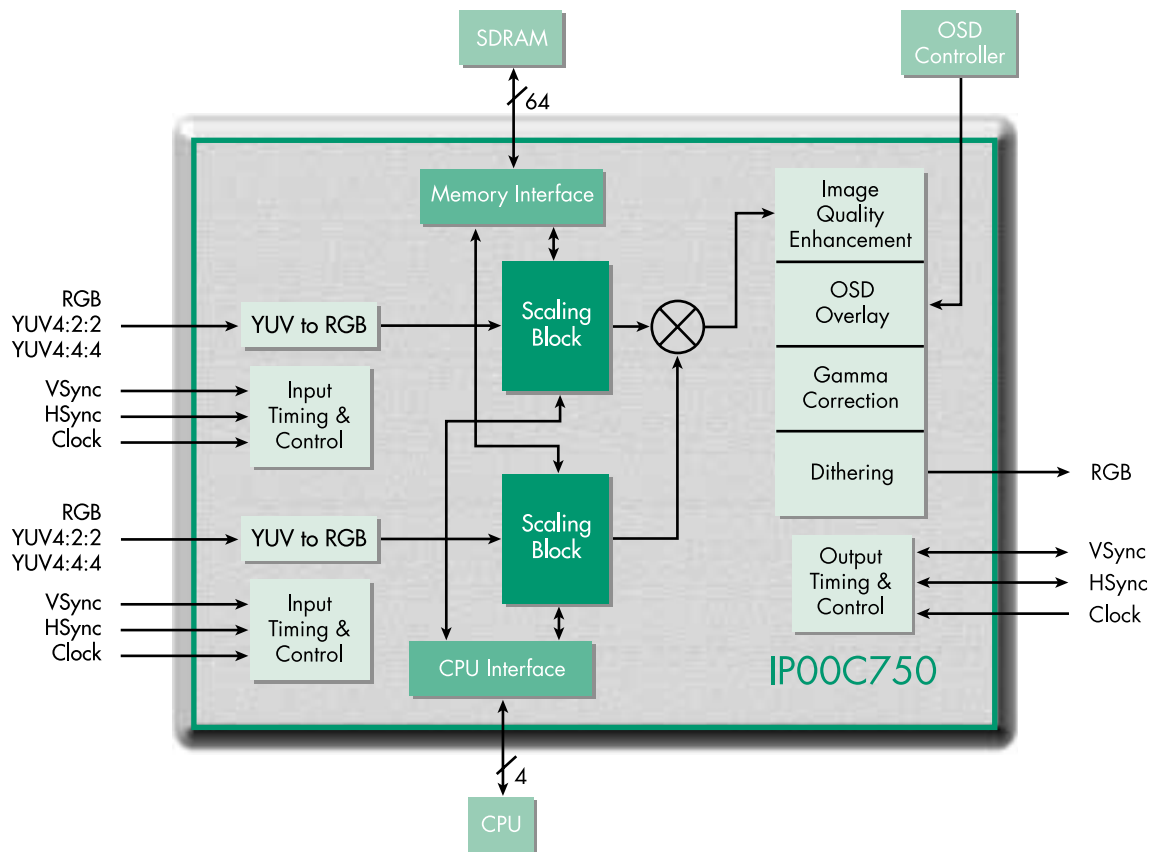 SDRAM
OSD
Controller
64
Memory Interface
Image
Quality
Enhancement
RGB
YUV4:2:2
YUV4:4:4
YUV to RGB
Scaling
Block
OSD
Overlay
VSync
HSync
Clock
Input
Timing &
Control
Gamma
Correction
RGB
YUV4:2:2
YUV4:4:4
YUV to RGB
Scaling
Block
Dithering
RGB
VSync
HSync
Clock
Input
Timing &
Control
Output
Timing &
Control
VSync
HSync
Clock
CPU Interface
IP00C750
4
CPU